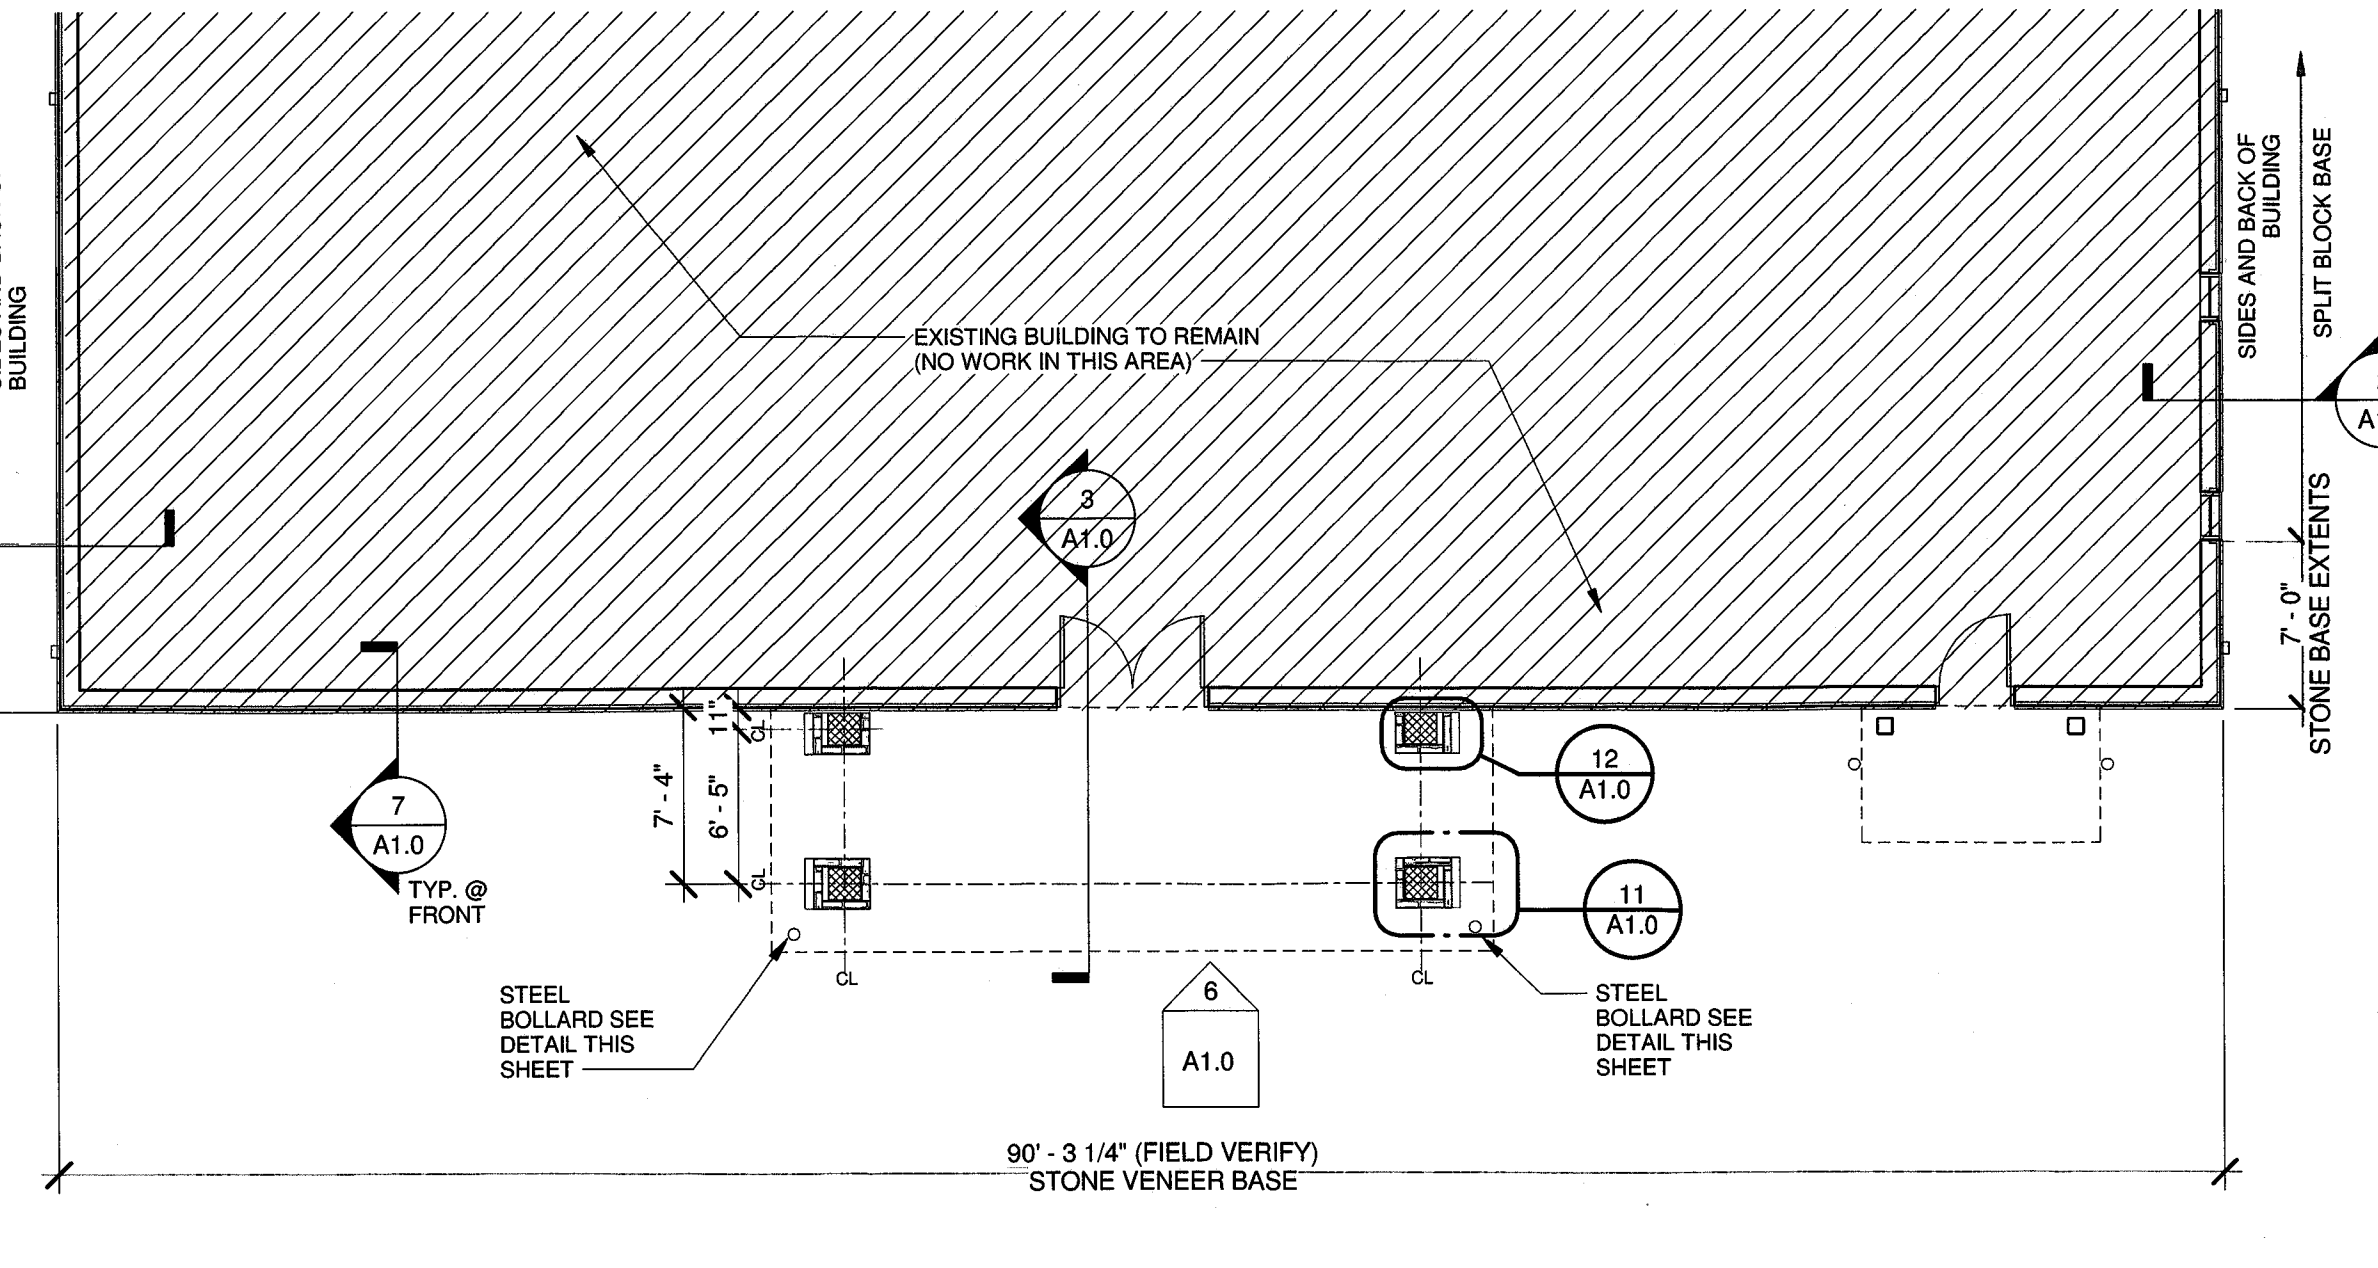 BUILDING
SIDES AND BACK OF
BUILDING
SPLIT BLOCK BASE
EXISTING BUILDING TO REMAIN
(NO WORK IN THIS AREA)
3
A1.0
7' - 0"
STONE BASE EXTENTS
11"
CL
7' - 4"
6' - 5"
CL
12
A1.0
7
A1.0
TYP. @
FRONT
11
A1.0
CL
CL
STEEL
BOLLARD SEE
DETAIL THIS
SHEET
6
A1.0
STEEL
BOLLARD SEE
DETAIL THIS
SHEET
90' - 3 1/4" (FIELD VERIFY)
STONE VENEER BASE